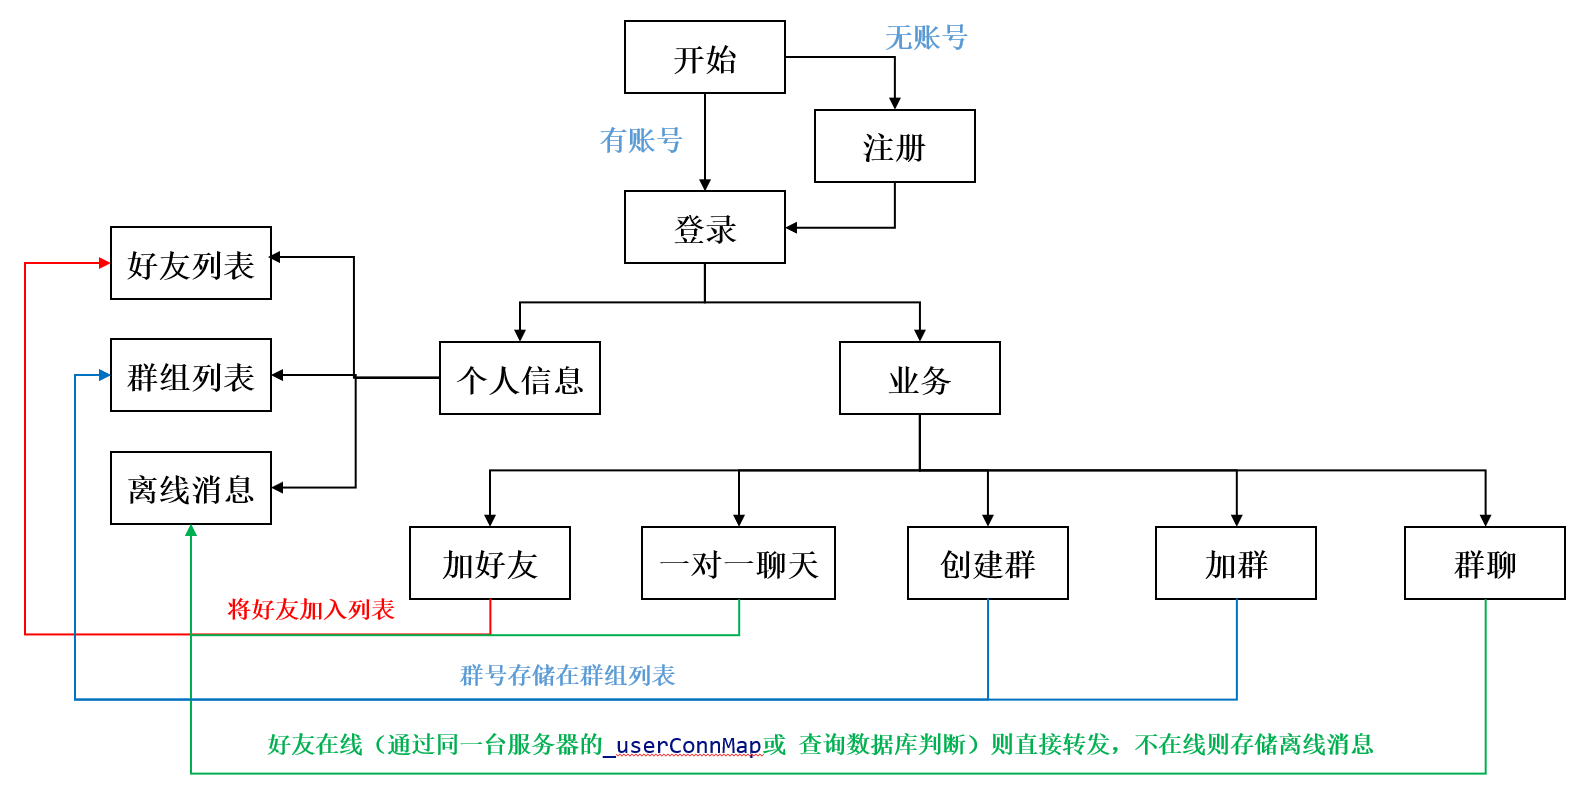 无账号
开始
有账号
注册
登录
好友列表
群组列表
个人信息
业务
离线消息
加好友
一对一聊天
创建群
加群
群聊
将好友加入列表
群号存储在群组列表
好友在线（通过同一台服务器的_userConnMap或 查询数据库判断）则直接转发，不在线则存储离线消息